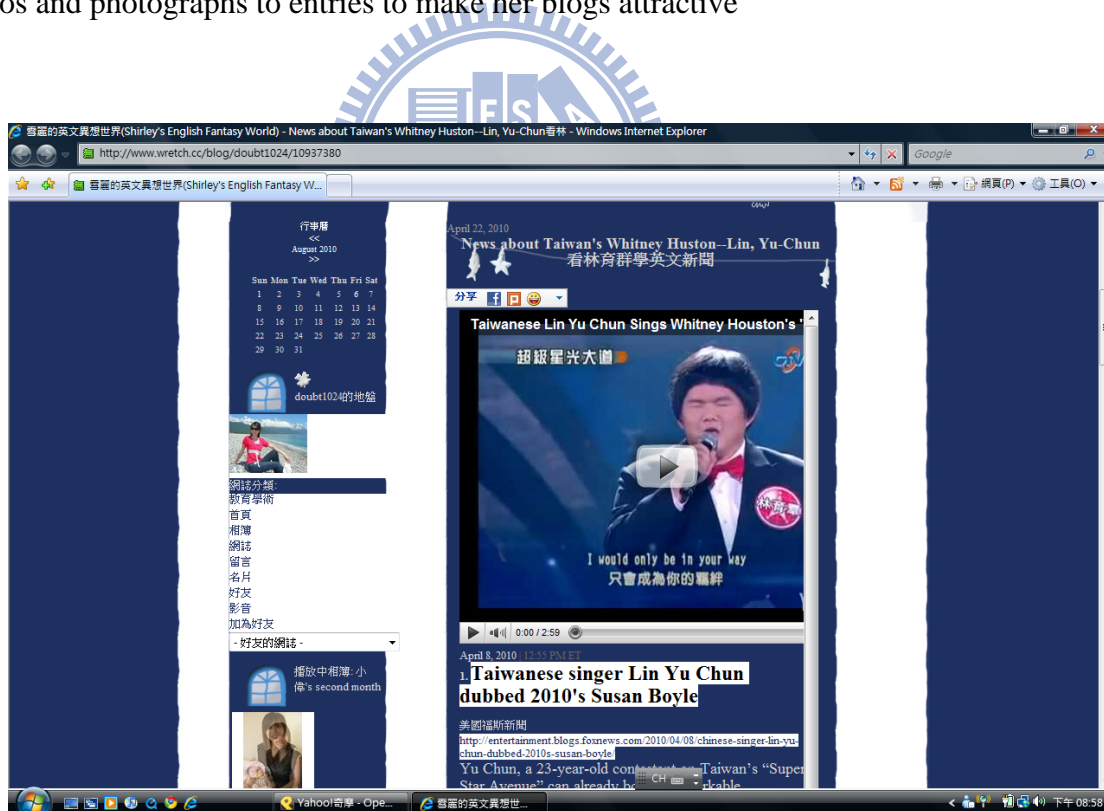 os and photographs to entries to make her blogs attractive
ES
雪麗的英文異想世界(Shirley's English Fantasy World) - News about Taiwan's Whitney Huston--Lin, Yu-Chun看林 - Windows Internet Explorer
http://www.wretch.cc/blog/doubt1024/10937380
Google
雪麗的英文異想世界(Shirley's English Fantasy W...
網頁(P)
工具(O)
行事曆
<<
August 2010
>>
Sun Mon Tue Wed Thu Fri Sat
1 2 3 4 5 6 7
8 9 10 11 12 13 14
15 16 17 18 19 20 21
22 23 24 25 26 27 28
29 30 31
doubt1024的地盤
網誌分類:
教育學術
首頁
相簿
網誌
留言
名片
好友
影音
加為好友
- 好友的網誌 -
播放中相簿: 小
偉's second month
April 22, 2010
News about Taiwan's Whitney Huston--Lin, Yu-Chun
看林育群學英文新聞
分享
Taiwanese Lin Yu Chun Sings Whitney Houston's '
超級星光大道
林育羣
I would only be in your way
只會成為你的羈絆
0:00 / 2:59
April 8, 2010 | 12:55 PM ET
1. Taiwanese singer Lin Yu Chun
dubbed 2010's Susan Boyle
美國福斯新聞
http://entertainment.blogs.foxnews.com/2010/04/08/chinese-singer-lin-yu-
chun-dubbed-2010s-susan-boyle/
Yu Chun, a 23-year-old on Taiwan's “Super
Star Avenue” can already
CH
Yahoo!奇摩 - Ope...
雪麗的英文異想世...
下午 08:58